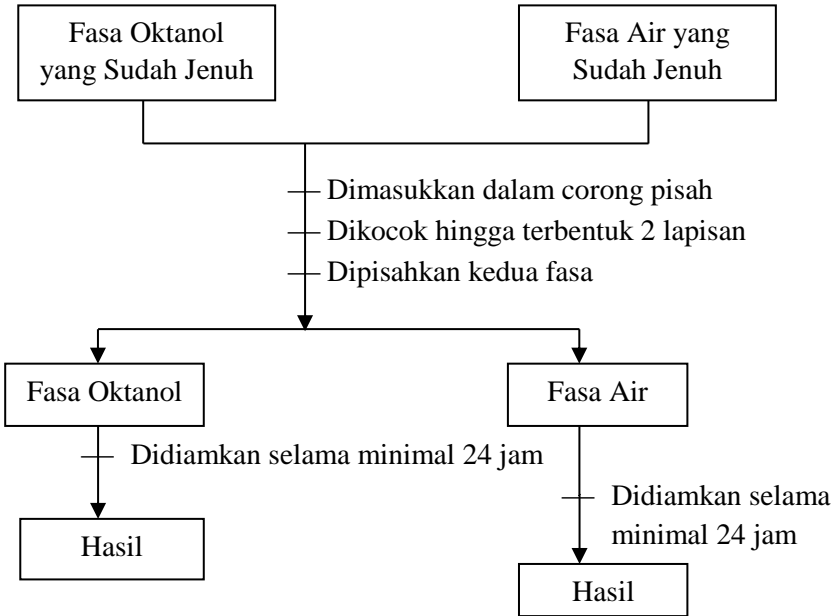 Fasa Oktanol
yang Sudah Jenuh
Fasa Air yang
Sudah Jenuh
Dimasukkan dalam corong pisah
Dikocok hingga terbentuk 2 lapisan
Dipisahkan kedua fasa
Fasa Oktanol
Fasa Air
Didiamkan selama minimal 24 jam
Didiamkan selama
minimal 24 jam
Hasil
Hasil